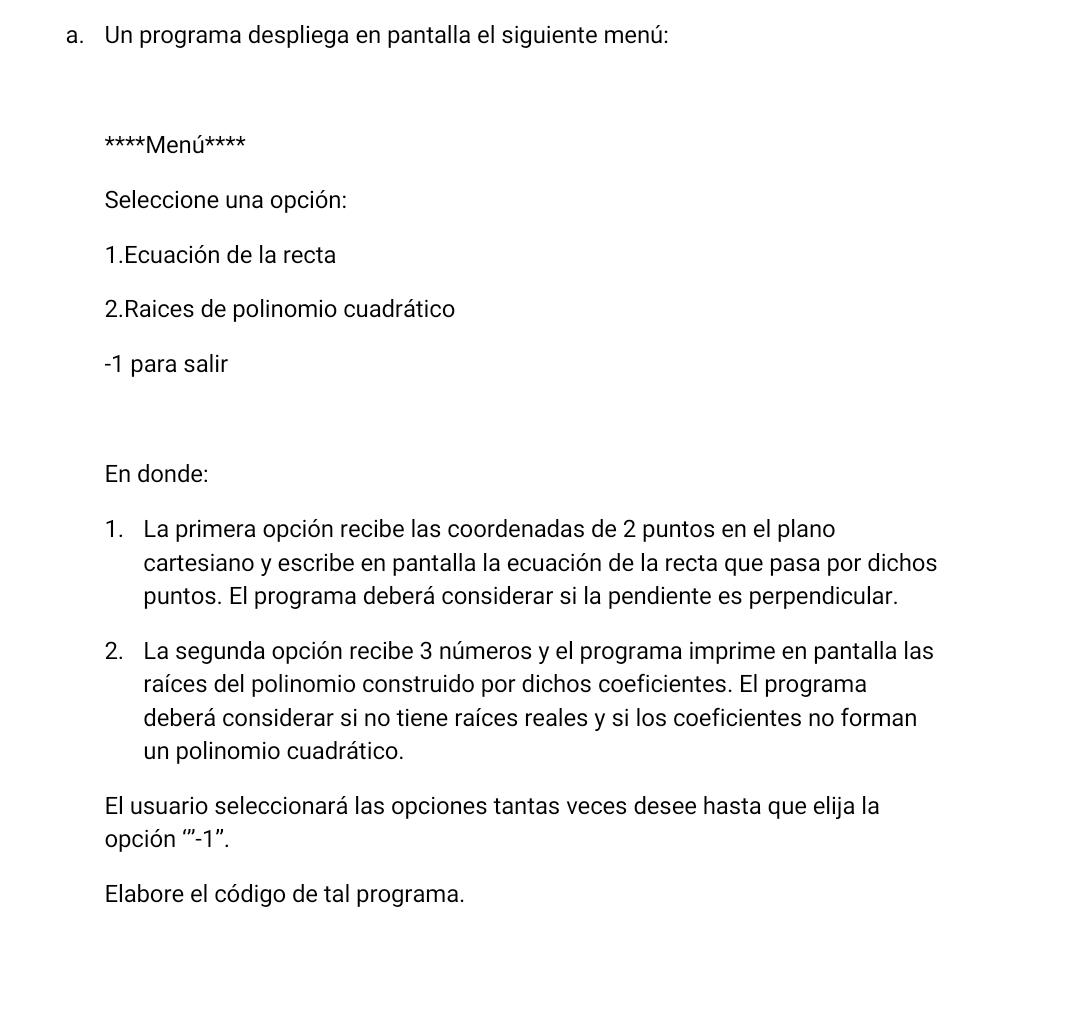 a. Un programa despliega en pantalla el siguiente menú:
****Menú****
Seleccione una opción:
1.Ecuación de la recta
2.Raices de polinomio cuadrático
-1 para salir
En donde:
1. La primera opción recibe las coordenadas de 2 puntos en el plano
cartesiano y escribe en pantalla la ecuación de la recta que pasa por dichos
puntos. El programa deberá considerar si la pendiente es perpendicular.
2. La segunda opción recibe 3 números y el programa imprime en pantalla las
raíces del polinomio construido por dichos coeficientes. El programa
deberá considerar si no tiene raíces reales y si los coeficientes no forman
un polinomio cuadrático.
El usuario seleccionará las opciones tantas veces desee hasta que elija la
opción ‘”-1”.
Elabore el código de tal programa.